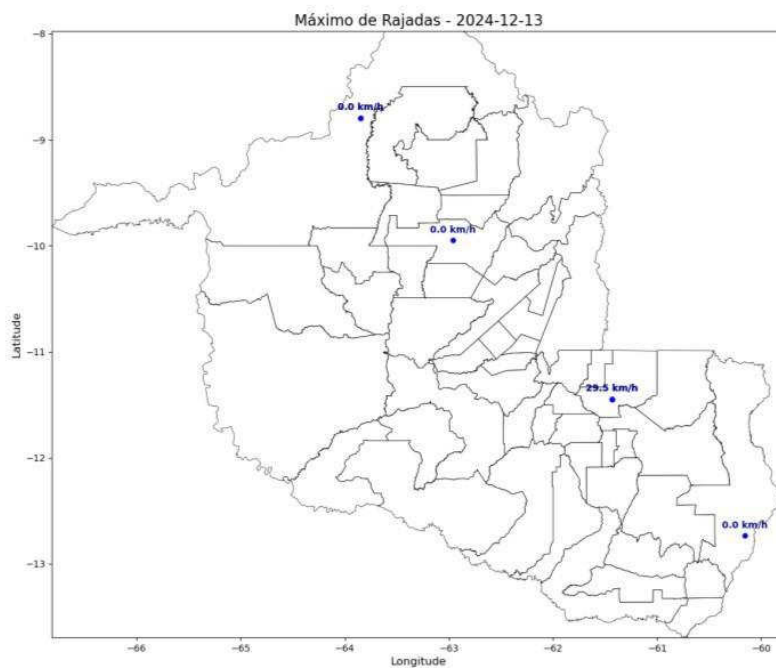 Máximo de Rajadas - 2024-12-13
−8
0.0 km/h
−9
0.0 km/h
−10
Latitude
−11
29.5 km/h
−12
0.0 km/h
−13
−66 −65 −64 −63 −62 −61 −60
Longitude